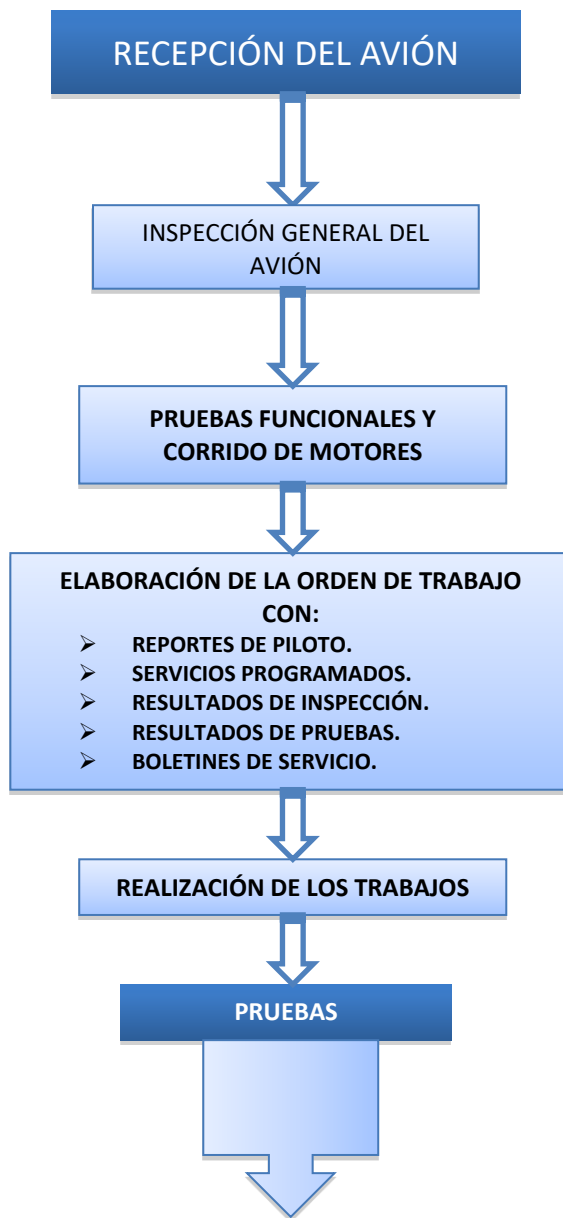 RECEPCIÓN DEL AVIÓN
INSPECCIÓN GENERAL DEL
AVIÓN
PRUEBAS FUNCIONALES Y
CORRIDO DE MOTORES
ELABORACIÓN DE LA ORDEN DE TRABAJO
CON:
➢ REPORTES DE PILOTO.
➢ SERVICIOS PROGRAMADOS.
➢ RESULTADOS DE INSPECCIÓN.
➢ RESULTADOS DE PRUEBAS.
➢ BOLETINES DE SERVICIO.
REALIZACIÓN DE LOS TRABAJOS
PRUEBAS